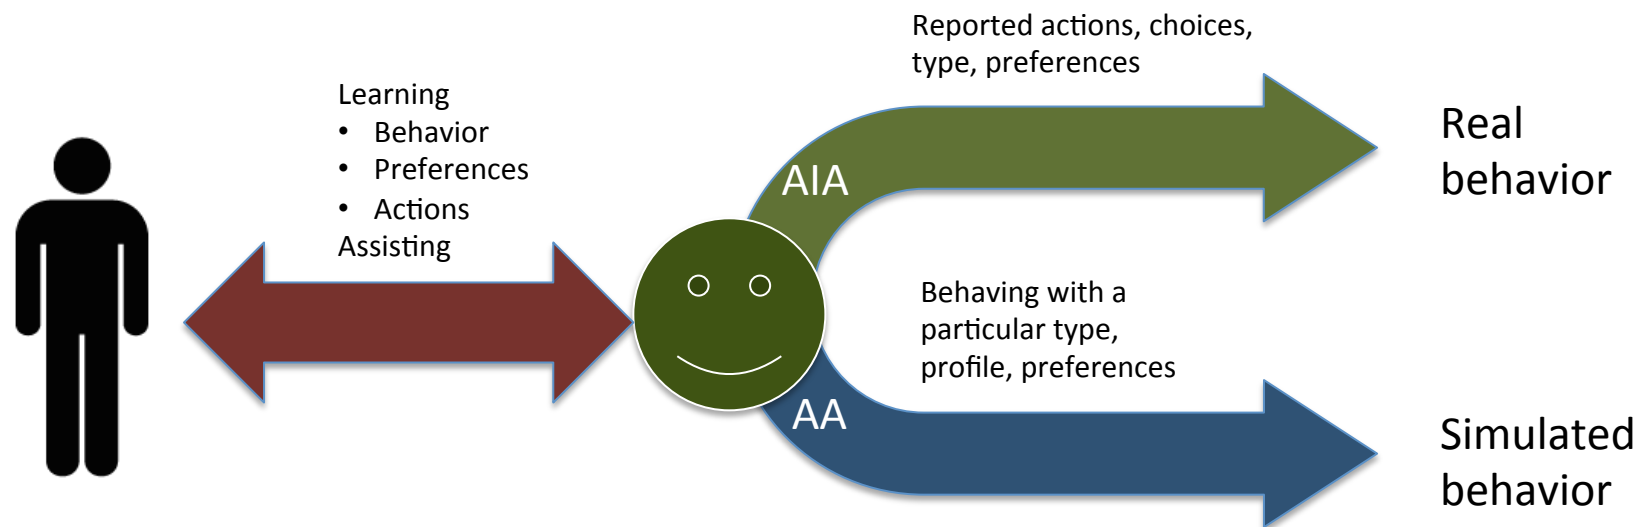 Learning
• Behavior
• Preferences
• Actions
Assisting
AIA
Reported actions, choices,
type, preferences
Real
behavior
AA
Behaving with a
particular type,
profile, preferences
Simulated
behavior